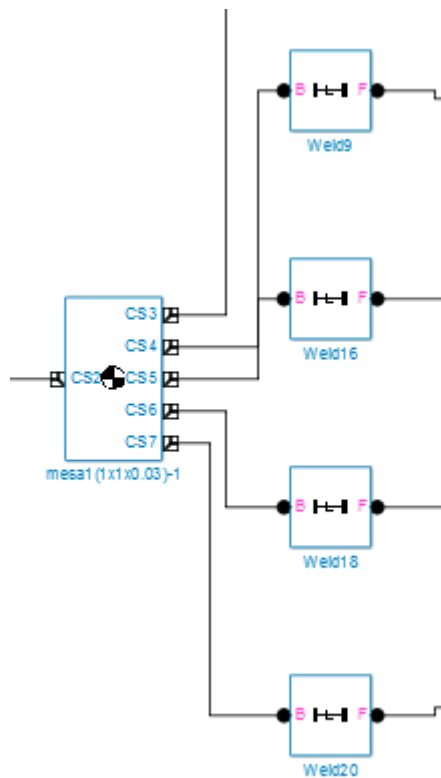 B F
Weld9
B F
Weld16
CS3
CS4
CS2 CS5
CS6
CS7
mesa1(1x1x0.03)-1
B F
Weld18
B F
Weld20